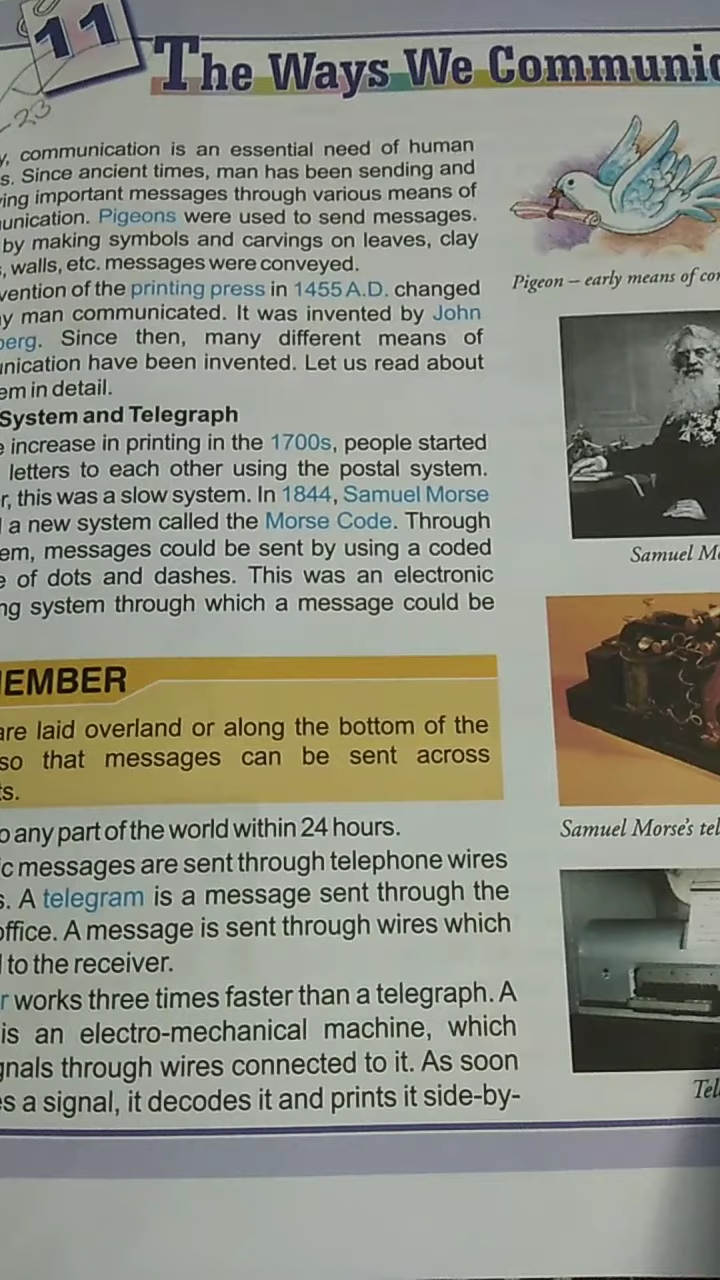 11
The Ways We Communic
-23
y, communication is an essential need of human
s. Since ancient times, man has been sending and
ving important messages through various means of
unication. Pigeons were used to send messages.
by making symbols and carvings on leaves, clay
, walls, etc. messages were conveyed.
vention of the printing press in 1455 A.D. changed
y man communicated. It was invented by John
berg. Since then, many different means of
unication have been invented. Let us read about
em in detail.
System and Telegraph
e increase in printing in the 1700s, people started
letters to each other using the postal system.
r, this was a slow system. In 1844, Samuel Morse
a new system called the Morse Code. Through
em, messages could be sent by using a coded
e of dots and dashes. This was an electronic
ng system through which a message could be
EMBER
are laid overland or along the bottom of the
so that messages can be sent across
ts.
o any part of the world within 24 hours.
ic messages are sent through telephone wires
s. A telegram is a message sent through the
office. A message is sent through wires which
to the receiver.
r works three times faster than a telegraph. A
is an electro-mechanical machine, which
gnals through wires connected to it. As soon
es a signal, it decodes it and prints it side-by-
Pigeon – early means of con
Samuel Mo
Samuel Morse's tel
Tel